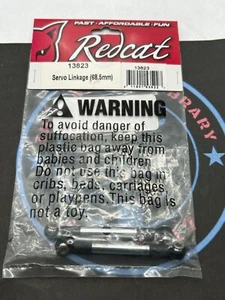 FAST • AFFORDABLE • FUN
Redcat
13823
13823
Servo Linkage (68.5mm)
WARNING
To avoid danger of
suffocation, keep this
plastic bag away from
babies and children.
Do not use this bag in
cribs, beds, carriages
or playpens. This bag is
not a toy.